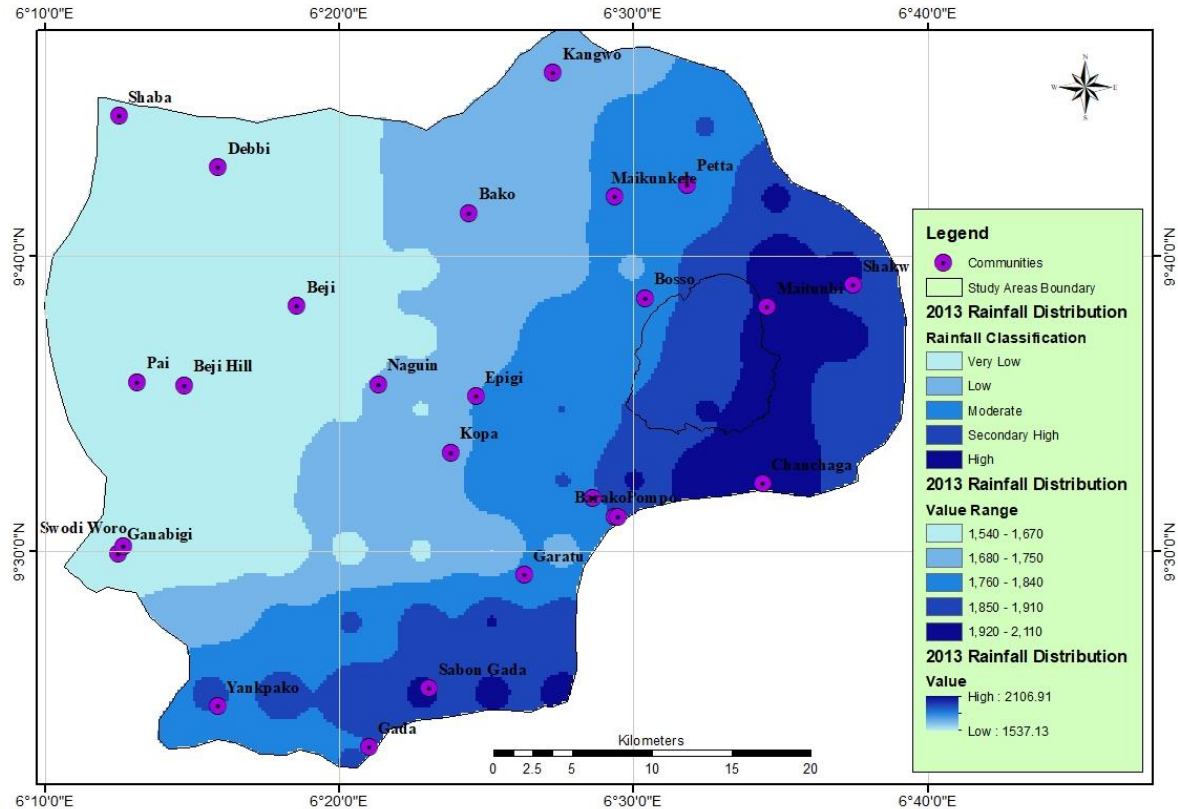 6°10'0"E 6°20'0"E 6°30'0"E 6°40'0"E
N
W E
S
Kangwo
Shaba
Debbi
Maikunkele Petta
Bako
9°40'0"N 9°40'0"N
Beji
Bosso
Maitunbi
Shakw
Pai
Beji Hill
Naguin
Epigi
Kopa
Chanchaga
BarakoPompo
Swodi Woro Ganabigi
9°30'0"N 9°30'0"N
Garatu
Sabon Gada
Yankpako
Gada
Legend
Communities
Study Areas Boundary
2013 Rainfall Distribution
Rainfall Classification
Very Low
Low
Moderate
Secondary High
High
2013 Rainfall Distribution
Value Range
1,540 - 1,670
1,680 - 1,750
1,760 - 1,840
1,850 - 1,910
1,920 - 2,110
2013 Rainfall Distribution
Value
High : 2106.91
Low : 1537.13
Kilometers
0 2.5 5 10 15 20
6°10'0"E 6°20'0"E 6°30'0"E 6°40'0"E